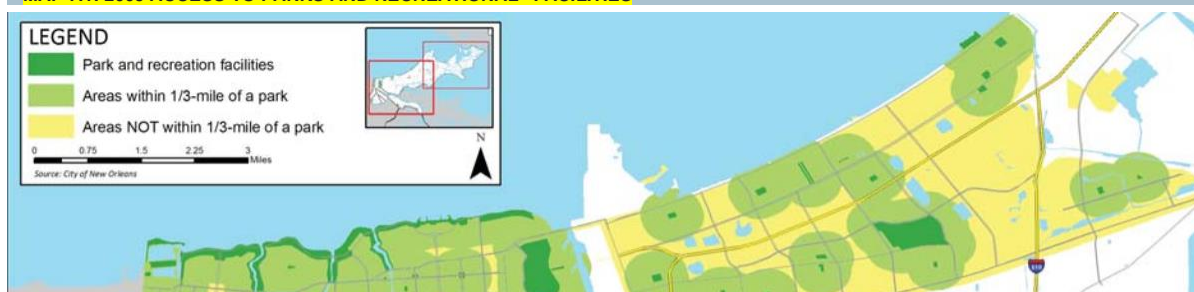 LEGEND
Park and recreation facilities
Areas within 1/3-mile of a park
Areas NOT within 1/3-mile of a park
0 0.75 1.5 2.25 3
Miles
Source: City of New Orleans
N
510